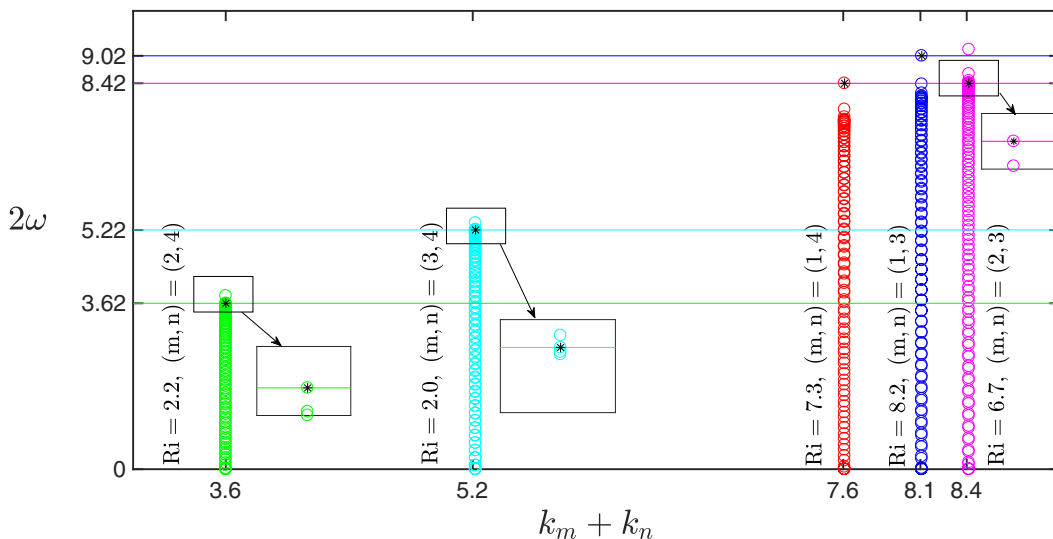 9.02
8.42
2ω
5.22
3.62
0
Ri = 2.2, (m, n) = (2, 4)
Ri = 2.0, (m, n) = (3, 4)
Ri = 7.3, (m, n) = (1, 4)
Ri = 8.2, (m, n) = (1, 3)
Ri = 6.7, (m, n) = (2, 3)
3.6 5.2 7.6 8.1 8.4
k_m + k_n